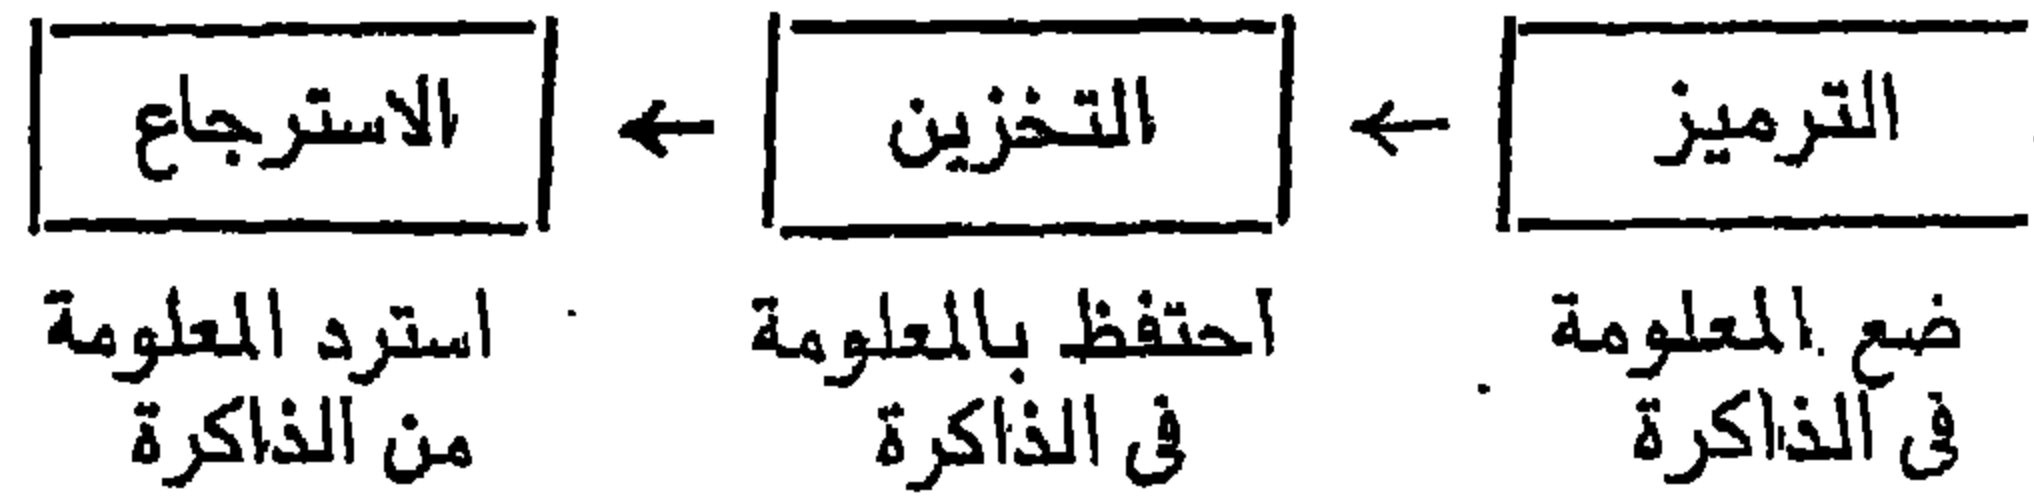 الترميز ← التخزين ← الاسترجاع
ضع المعلومة احتفظ بالمعلومة استرد المعلومة
فى الذاكرة فى الذاكرة من الذاكرة